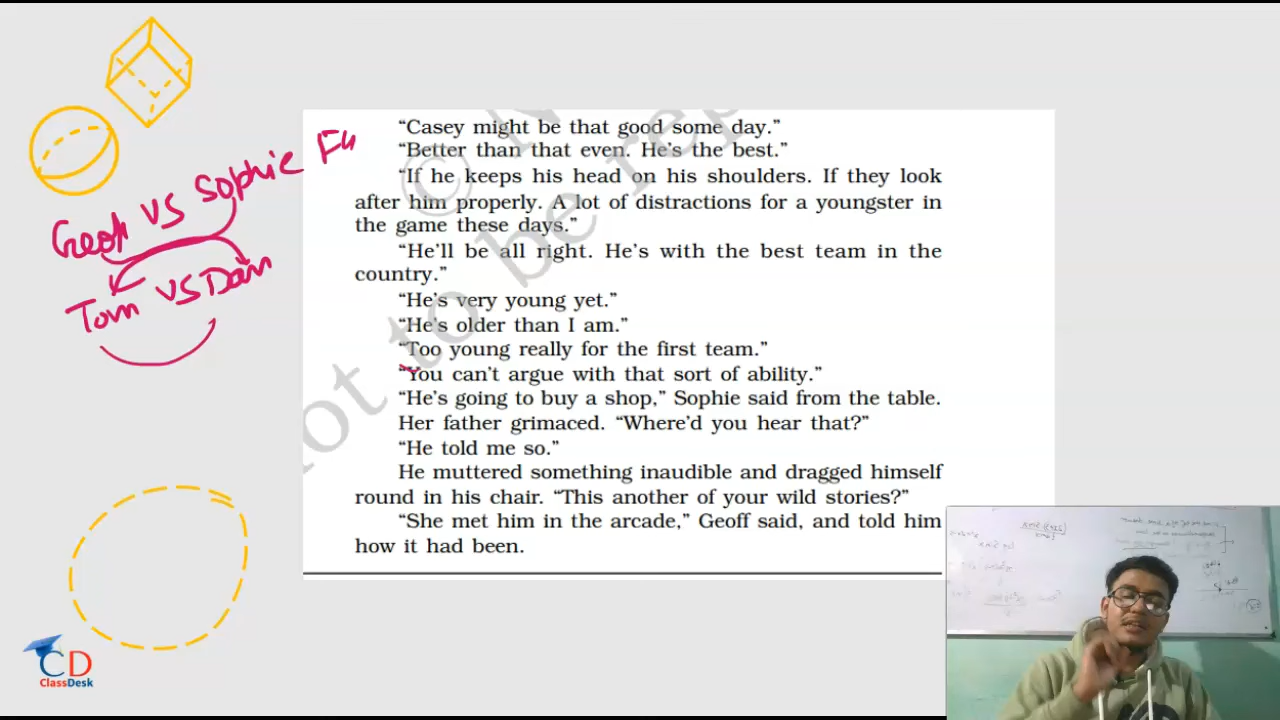 “Casey might be that good some day.”
“Better than that even. He’s the best.”
“If he keeps his head on his shoulders. If they look
after him properly. A lot of distractions for a youngster in
the game these days.”
“He’ll be all right. He’s with the best team in the
country.”
“He’s very young yet.”
“He’s older than I am.”
“Too young really for the first team.”
“You can’t argue with that sort of ability.”
“He’s going to buy a shop,” Sophie said from the table.
Her father grimaced. “Where’d you hear that?”
“He told me so.”
He muttered something inaudible and dragged himself
round in his chair. “This another of your wild stories?”
“She met him in the arcade,” Geoff said, and told him
how it had been.
Geoff VS Sophie
VS
not to be
CD
ClassDesk